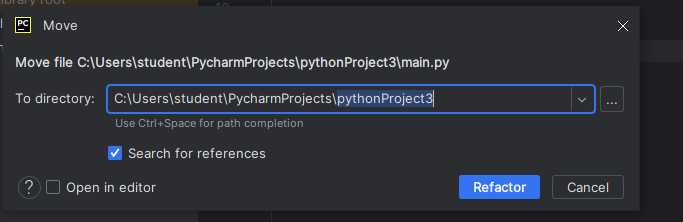 library root
PC Move
Move file C:\Users\student\PycharmProjects\pythonProject3\main.py
To directory: C:\Users\student\PycharmProjects\pythonProject3 ...
Use Ctrl+Space for path completion
Search for references
? Open in editor Refactor Cancel